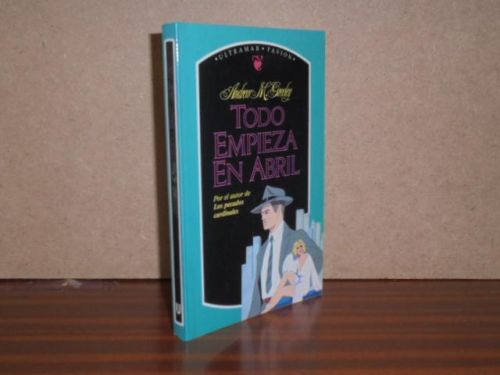 ULTRAMAR • PASION
Andrew M. Greeley
TODO
EMPIEZA
EN ABRIL
Por el autor de
Los pecados
cardinales